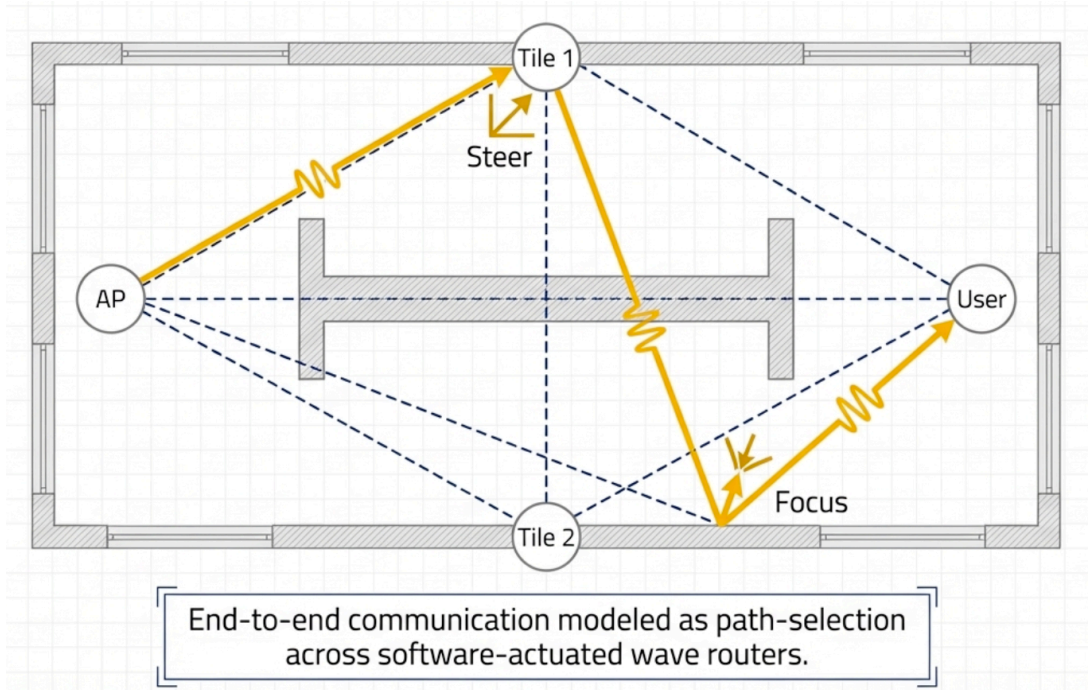 Tile 1
Steer
AP
User
Focus
Tile 2
End-to-end communication modeled as path-selection
across software-actuated wave routers.